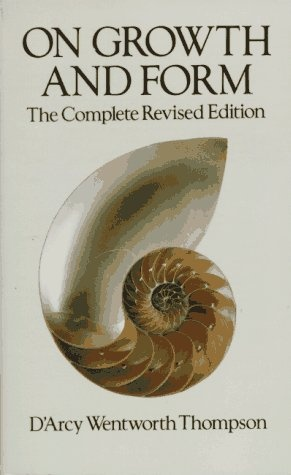 ON GROWTH
AND FORM
The Complete Revised Edition
D'Arcy Wentworth Thompson